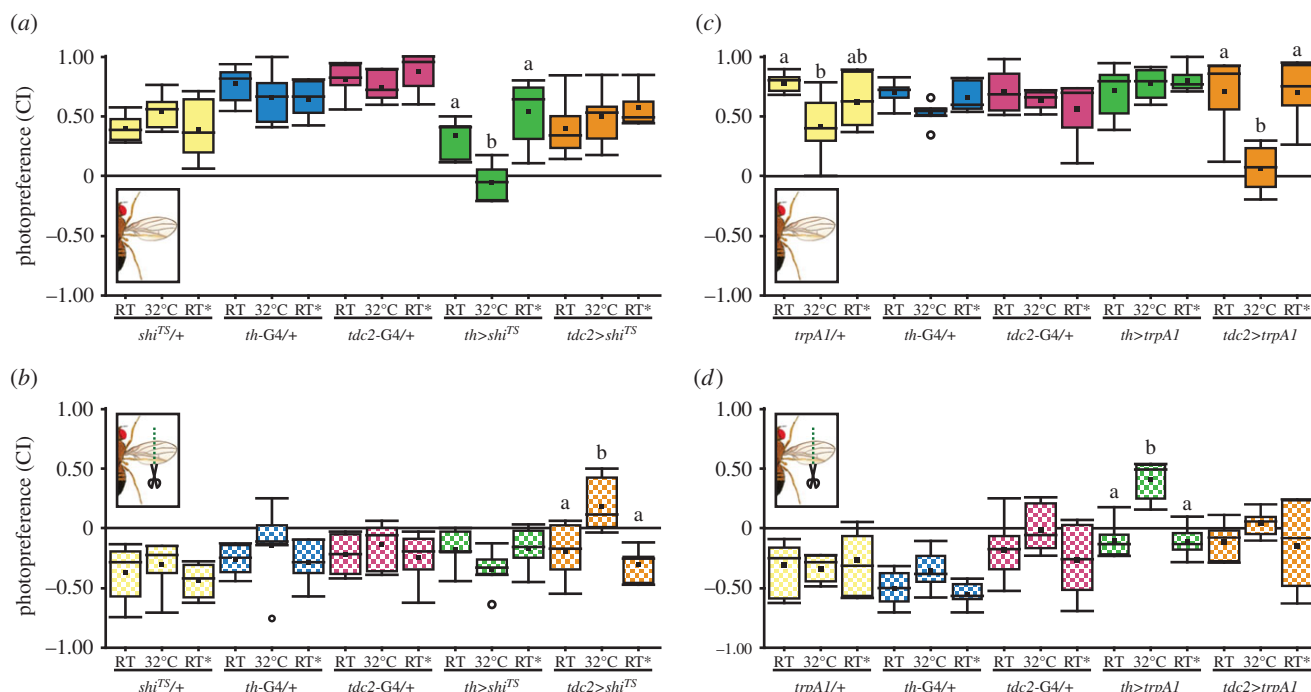 (a)
photopreference (CI)
1.00
0.50
0
–0.50
–1.00
a
b
a
RT 32°C RT* RT 32°C RT* RT 32°C RT* RT 32°C RT* RT 32°C RT*
shiTS/+ th-G4/+ tdc2-G4/+ th>shiTS tdc2>shiTS
(c)
1.00
0.50
0
–0.50
–1.00
a
b
ab
a
b
a
RT 32°C RT* RT 32°C RT* RT 32°C RT* RT 32°C RT* RT 32°C RT*
trpA1/+ th-G4/+ tdc2-G4/+ th>trpA1 tdc2>trpA1
(b)
photopreference (CI)
1.00
0.50
0
–0.50
–1.00
a
b
a
RT 32°C RT* RT 32°C RT* RT 32°C RT* RT 32°C RT* RT 32°C RT*
shiTS/+ th-G4/+ tdc2-G4/+ th>shiTS tdc2>shiTS
(d)
1.00
0.50
0
–0.50
–1.00
a
b
a
RT 32°C RT* RT 32°C RT* RT 32°C RT* RT 32°C RT* RT 32°C RT*
trpA1/+ th-G4/+ tdc2-G4/+ th>trpA1 tdc2>trpA1